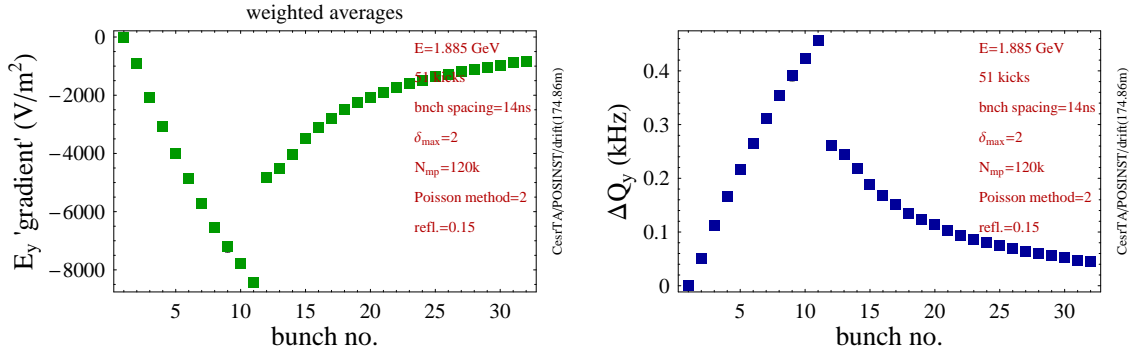 weighted averages
E_y 'gradient' (V/m^2)
0
−2000
−4000
−6000
−8000
E=1.885 GeV
51 kicks
bnch spacing=14ns
δ_max=2
N_mp=120k
Poisson method=2
refl.=0.15
CesrTA/POSINST/drift(174.86m)
5 10 15 20 25 30
bunch no.
ΔQ_y (kHz)
0.4
0.3
0.2
0.1
0
E=1.885 GeV
51 kicks
bnch spacing=14ns
δ_max=2
N_mp=120k
Poisson method=2
refl.=0.15
CesrTA/POSINST/drift(174.86m)
5 10 15 20 25 30
bunch no.